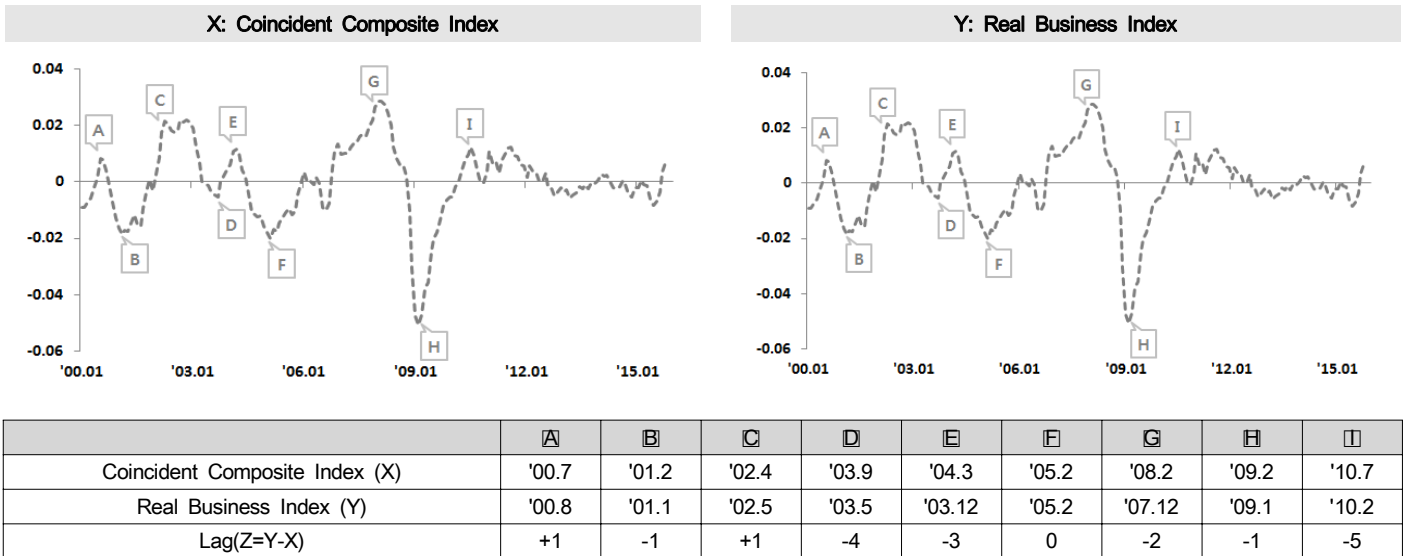 X: Coincident Composite Index
Y: Real Business Index
0.04
0.02
0
-0.02
-0.04
-0.06
'00.01 '03.01 '06.01 '09.01 '12.01 '15.01
A
B
C
D
E
F
G
H
I
0.04
0.02
0
-0.02
-0.04
-0.06
'00.01 '03.01 '06.01 '09.01 '12.01 '15.01
A
B
C
D
E
F
G
H
I
A B C D E F G H I
Coincident Composite Index (X) '00.7 '01.2 '02.4 '03.9 '04.3 '05.2 '08.2 '09.2 '10.7
Real Business Index (Y) '00.8 '01.1 '02.5 '03.5 '03.12 '05.2 '07.12 '09.1 '10.2
Lag(Z=Y-X) +1 -1 +1 -4 -3 0 -2 -1 -5